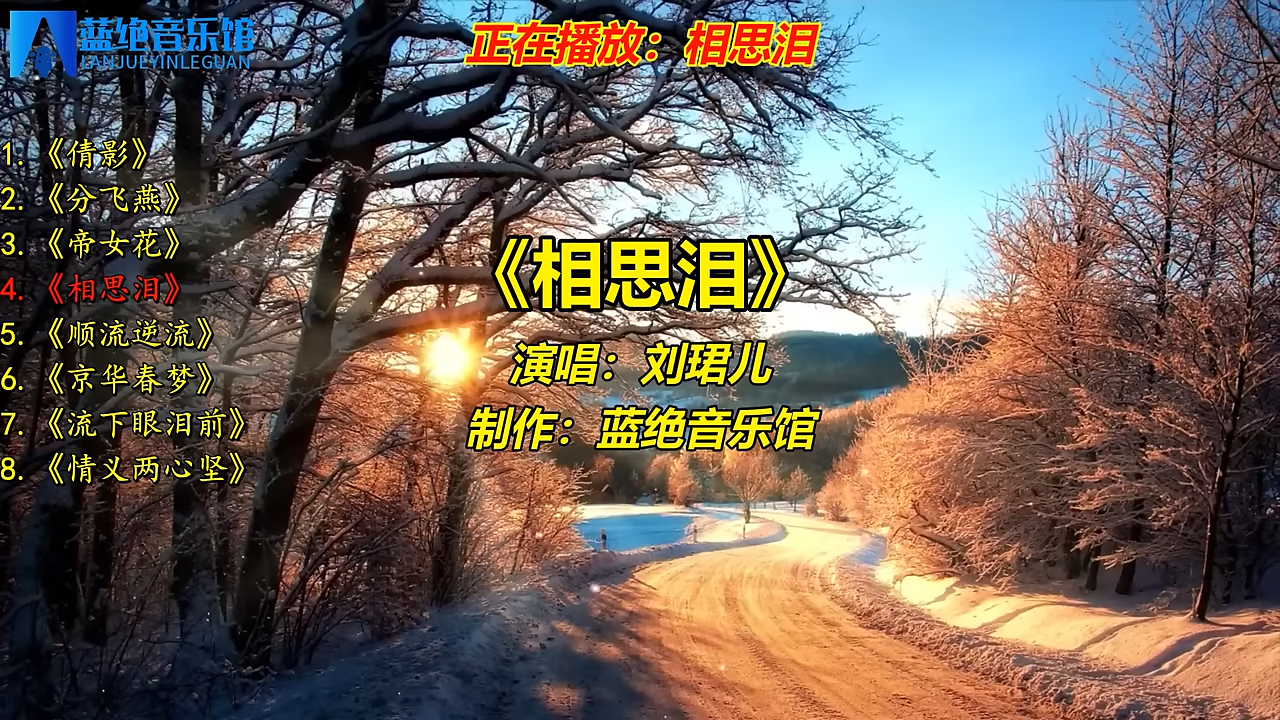 蓝绝音乐馆
LANJUEYINLEGUAN
正在播放：相思泪
1.《倩影》
2.《分飞燕》
3.《帝女花》
4.《相思泪》
5.《顺流逆流》
6.《京华春梦》
7.《流下眼泪前》
8.《情义两心坚》
《相思泪》
演唱：刘珺儿
制作：蓝绝音乐馆